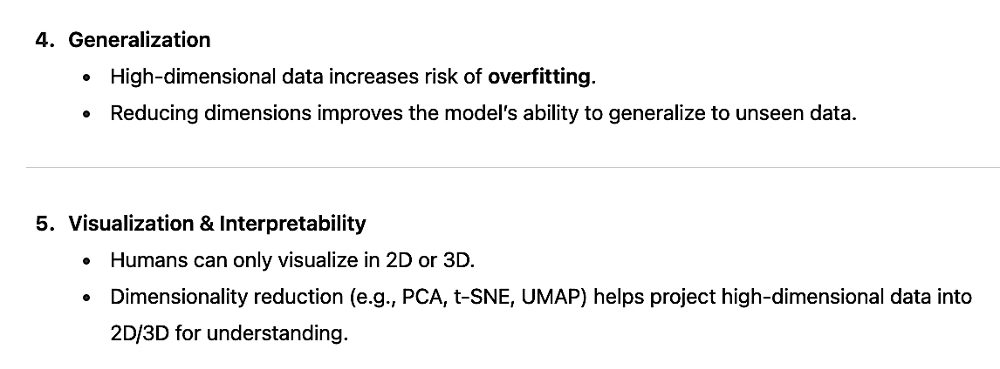 4. Generalization
• High-dimensional data increases risk of overfitting.
• Reducing dimensions improves the model’s ability to generalize to unseen data.
5. Visualization & Interpretability
• Humans can only visualize in 2D or 3D.
• Dimensionality reduction (e.g., PCA, t-SNE, UMAP) helps project high-dimensional data into
2D/3D for understanding.